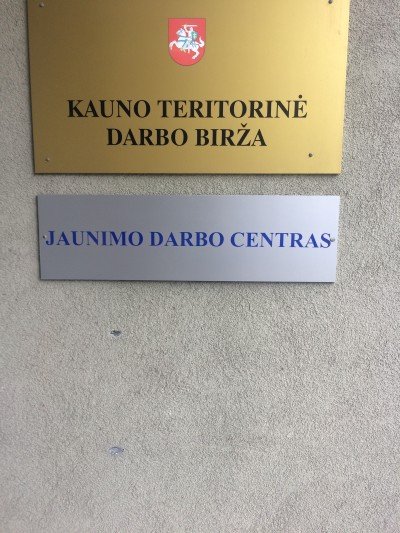 KAUNO TERITORINĖ
DARBO BIRŽA
JAUNIMO DARBO CENTRAS